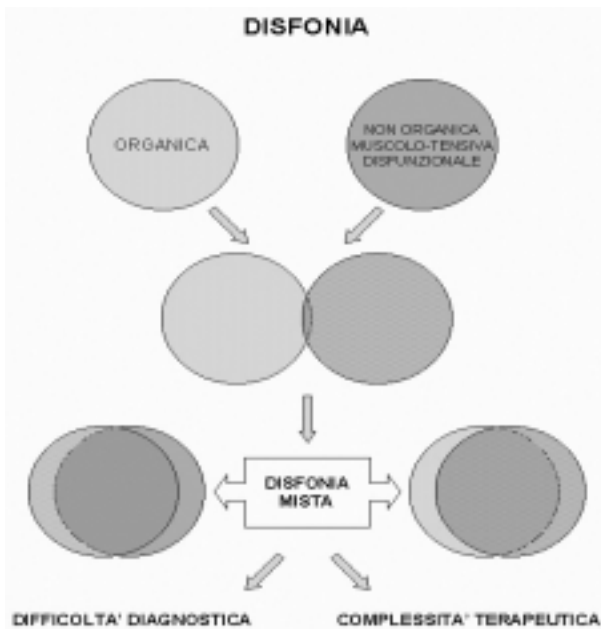 DISFONIA
ORGANICA
NON ORGANICA
MUSCOLO-TENSIVA
DISFUNZIONALE
DISFONIA
MISTA
DIFFICOLTA' DIAGNOSTICA
COMPLESSITA' TERAPEUTICA